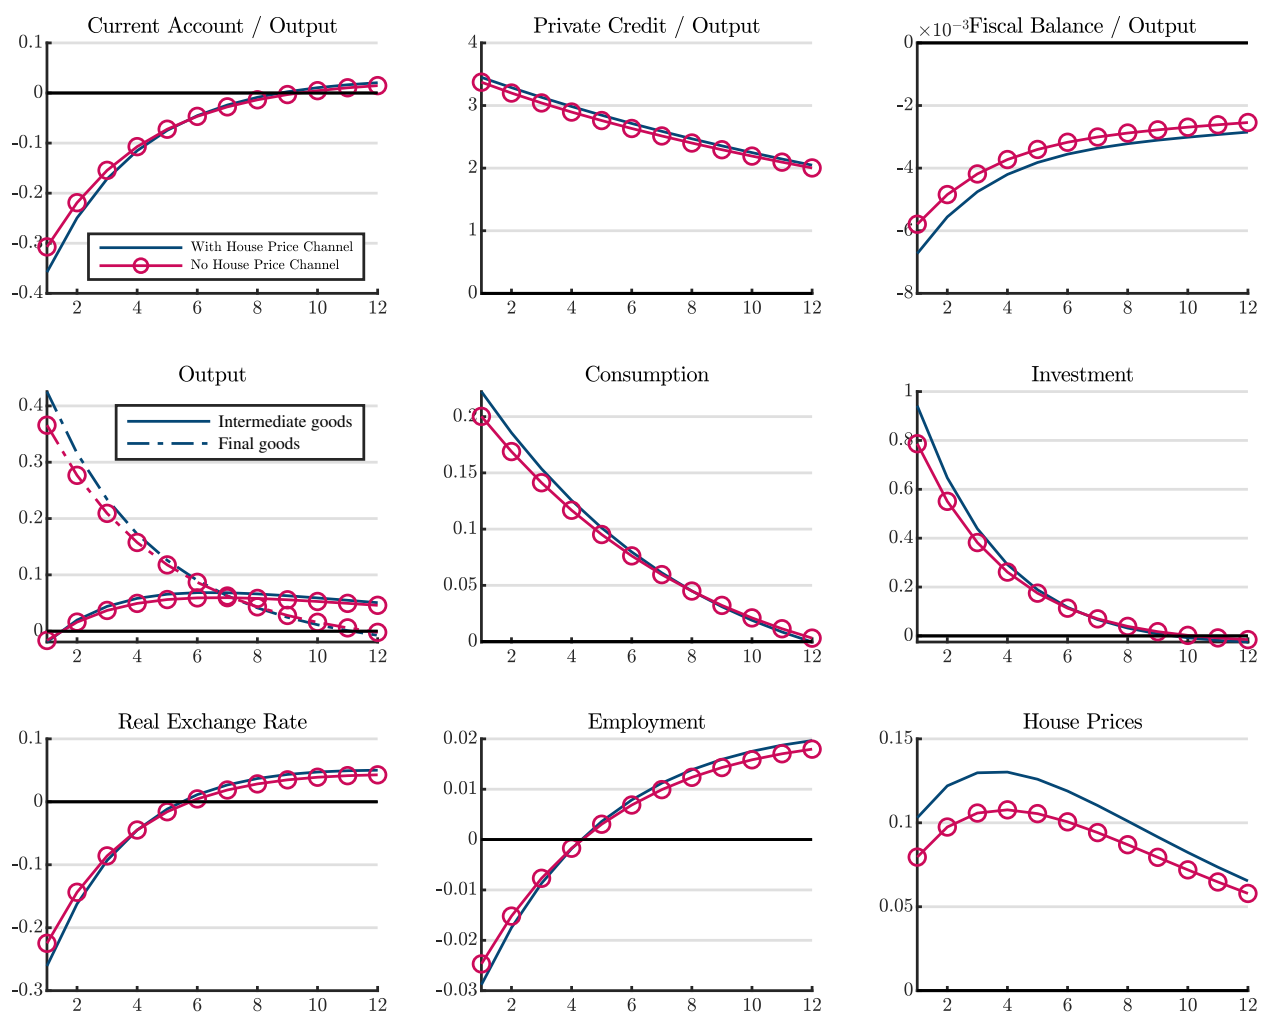 Current Account / Output
0.1
0
-0.1
-0.2
-0.3
-0.4
2 4 6 8 10 12
With House Price Channel
No House Price Channel
Private Credit / Output
4
3
2
1
0
2 4 6 8 10 12
×10⁻³ Fiscal Balance / Output
0
-2
-4
-6
-8
2 4 6 8 10 12
Output
0.4
0.3
0.2
0.1
0
2 4 6 8 10 12
Intermediate goods
Final goods
Consumption
0.2
0.15
0.1
0.05
0
2 4 6 8 10 12
Investment
1
0.8
0.6
0.4
0.2
0
2 4 6 8 10 12
Real Exchange Rate
0.1
0
-0.1
-0.2
-0.3
2 4 6 8 10 12
Employment
0.02
0.01
0
-0.01
-0.02
-0.03
2 4 6 8 10 12
House Prices
0.15
0.1
0.05
0
2 4 6 8 10 12